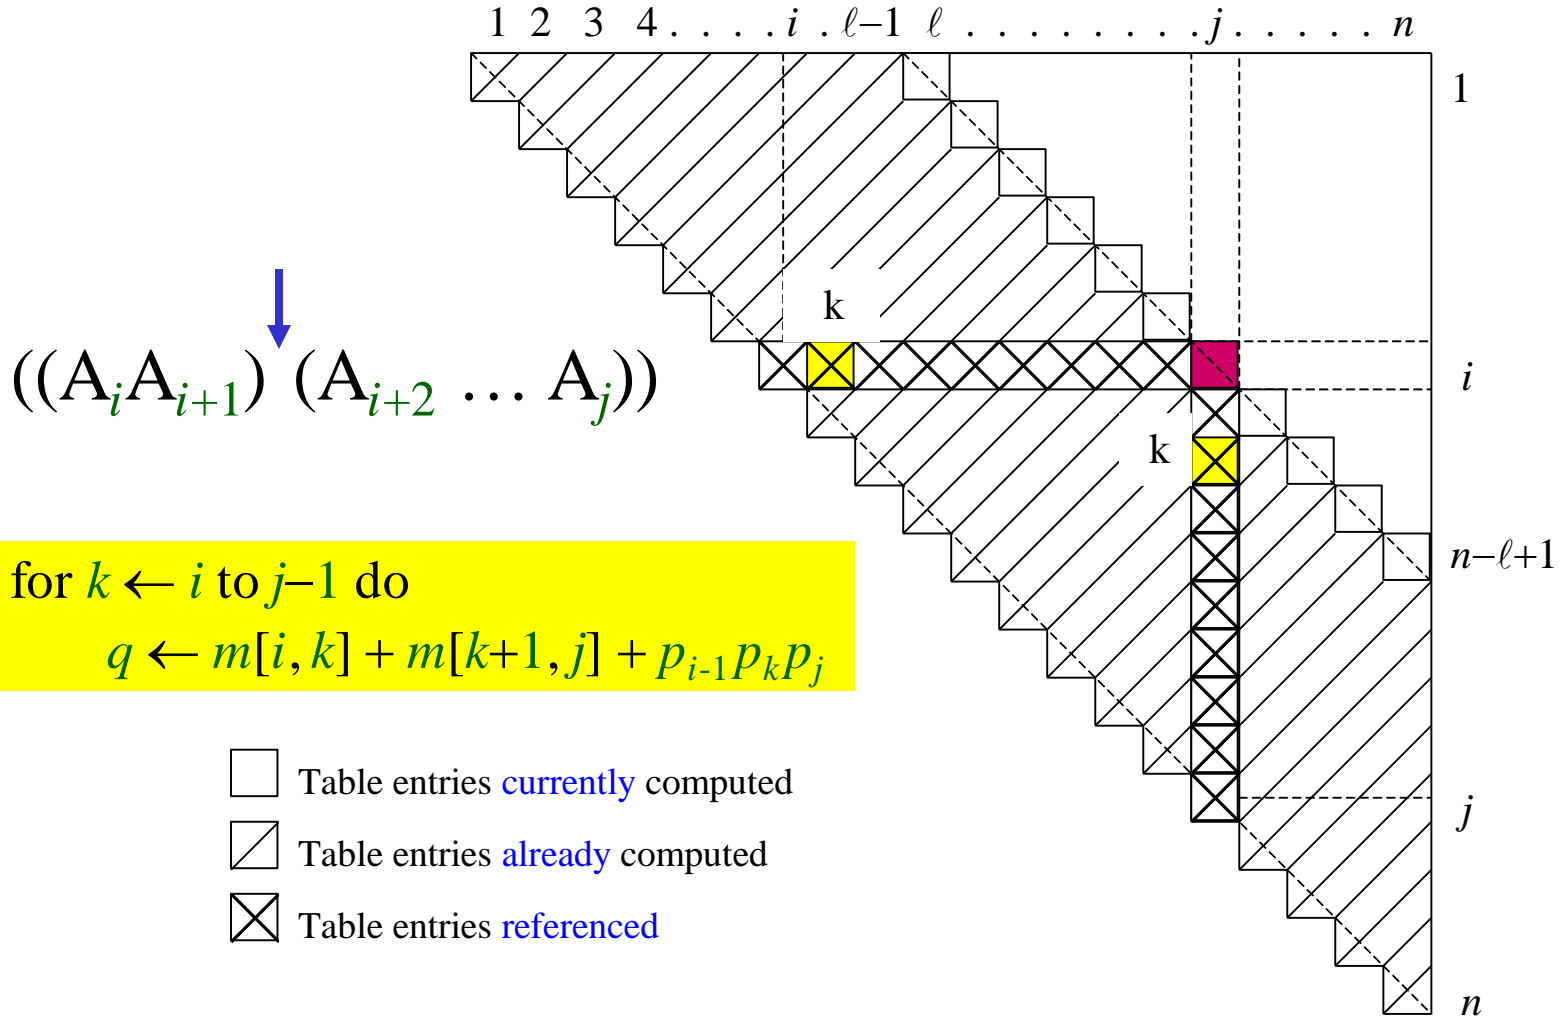 1 2 3 4 . . . . i . ℓ−1 ℓ . . . . . . . . . j . . . . . n
1
k
i
((AᵢAᵢ₊₁) (Aᵢ₊₂ … Aⱼ))
k
n−ℓ+1
for k ← i to j−1 do
q ← m[i, k] + m[k+1, j] + pᵢ₋₁pₖpⱼ
Table entries currently computed
j
Table entries already computed
Table entries referenced
n